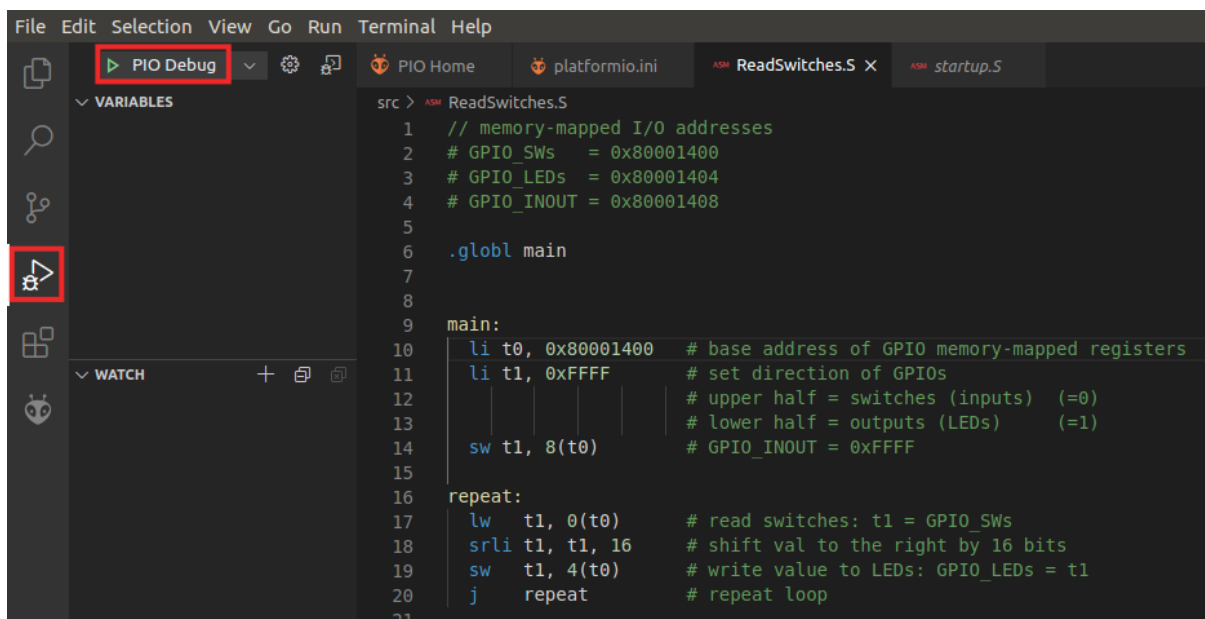 File Edit Selection View Go Run Terminal Help
PIO Debug
PIO Home
platformio.ini
ASM ReadSwitches.S ×
ASM startup.S
VARIABLES
src > ASM ReadSwitches.S
1 // memory-mapped I/O addresses
2 # GPIO_SWs   = 0x80001400
3 # GPIO_LEDs  = 0x80001404
4 # GPIO_INOUT = 0x80001408
5
6 .globl main
7
8
9 main:
10   li t0, 0x80001400   # base address of GPIO memory-mapped registers
WATCH
11   li t1, 0xFFFF       # set direction of GPIOs
12                       # upper half = switches (inputs)  (=0)
13                       # lower half = outputs (LEDs)     (=1)
14   sw t1, 8(t0)        # GPIO_INOUT = 0xFFFF
15
16 repeat:
17   lw   t1, 0(t0)      # read switches: t1 = GPIO_SWs
18   srli t1, t1, 16     # shift val to the right by 16 bits
19   sw   t1, 4(t0)      # write value to LEDs: GPIO_LEDs = t1
20   j    repeat         # repeat loop
21